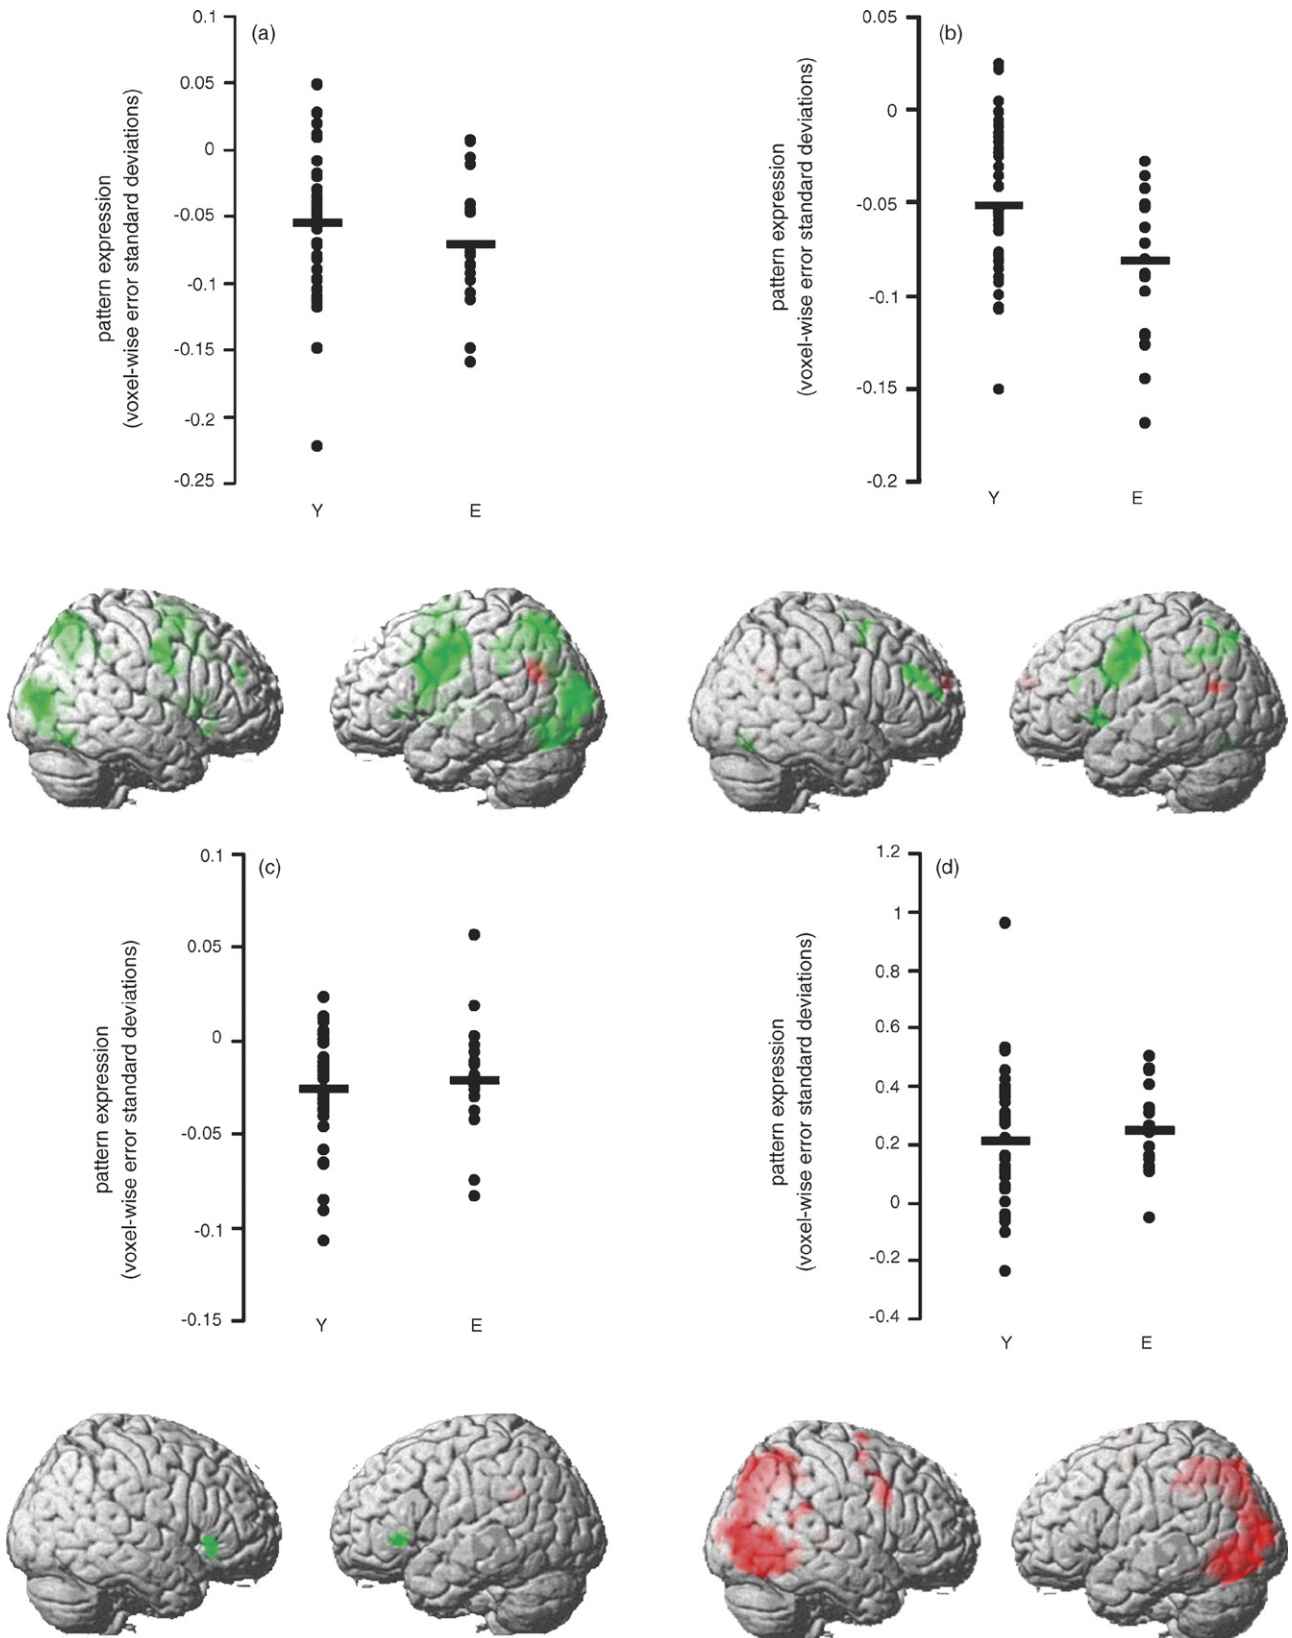 (a)
0.1
0.05
0
-0.05
-0.1
-0.15
-0.2
-0.25
pattern expression
(voxel-wise error standard deviations)
Y
E
(b)
0.05
0
-0.05
-0.1
-0.15
-0.2
pattern expression
(voxel-wise error standard deviations)
Y
E
(c)
0.1
0.05
0
-0.05
-0.1
-0.15
pattern expression
(voxel-wise error standard deviations)
Y
E
(d)
1.2
1
0.8
0.6
0.4
0.2
0
-0.2
-0.4
pattern expression
(voxel-wise error standard deviations)
Y
E